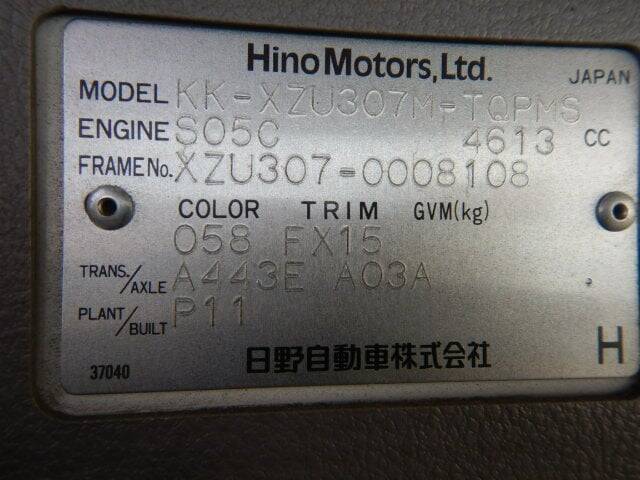 Hino Motors, Ltd.
JAPAN
MODEL KK-XZU307M-TQPMS
ENGINE S05C 4613 CC
FRAME No. XZU307-0008108
COLOR TRIM GVM(kg)
058 FX15
TRANS./AXLE A443E A03A
PLANT/BUILT P11
37040 日野自動車株式会社 H